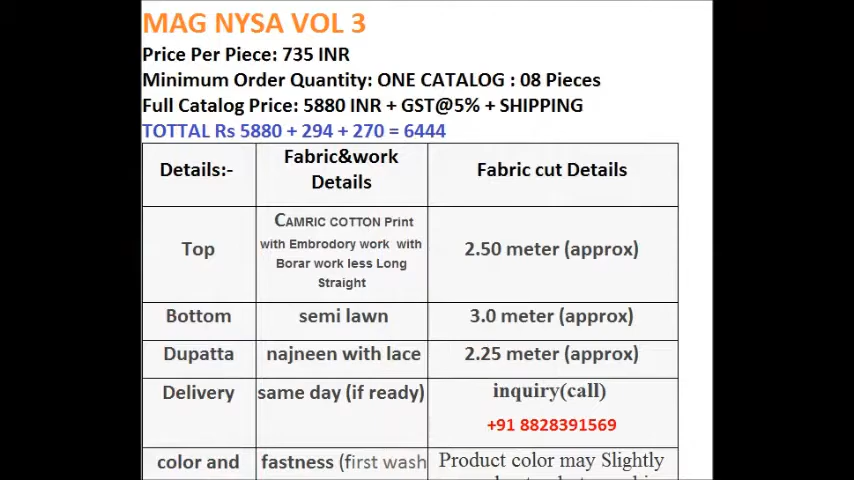 MAG NYSA VOL 3
Price Per Piece: 735 INR
Minimum Order Quantity: ONE CATALOG : 08 Pieces
Full Catalog Price: 5880 INR + GST@5% + SHIPPING
TOTTAL Rs 5880 + 294 + 270 = 6444
Details:-
Fabric&work
Details
Fabric cut Details
Top
CAMRIC COTTON Print
with Embrodory work with
Borar work less Long
Straight
2.50 meter (approx)
Bottom
semi lawn
3.0 meter (approx)
Dupatta
najneen with lace
2.25 meter (approx)
Delivery
same day (if ready)
inquiry(call)
+91 8828391569
color and
fastness (first wash
Product color may Slightly